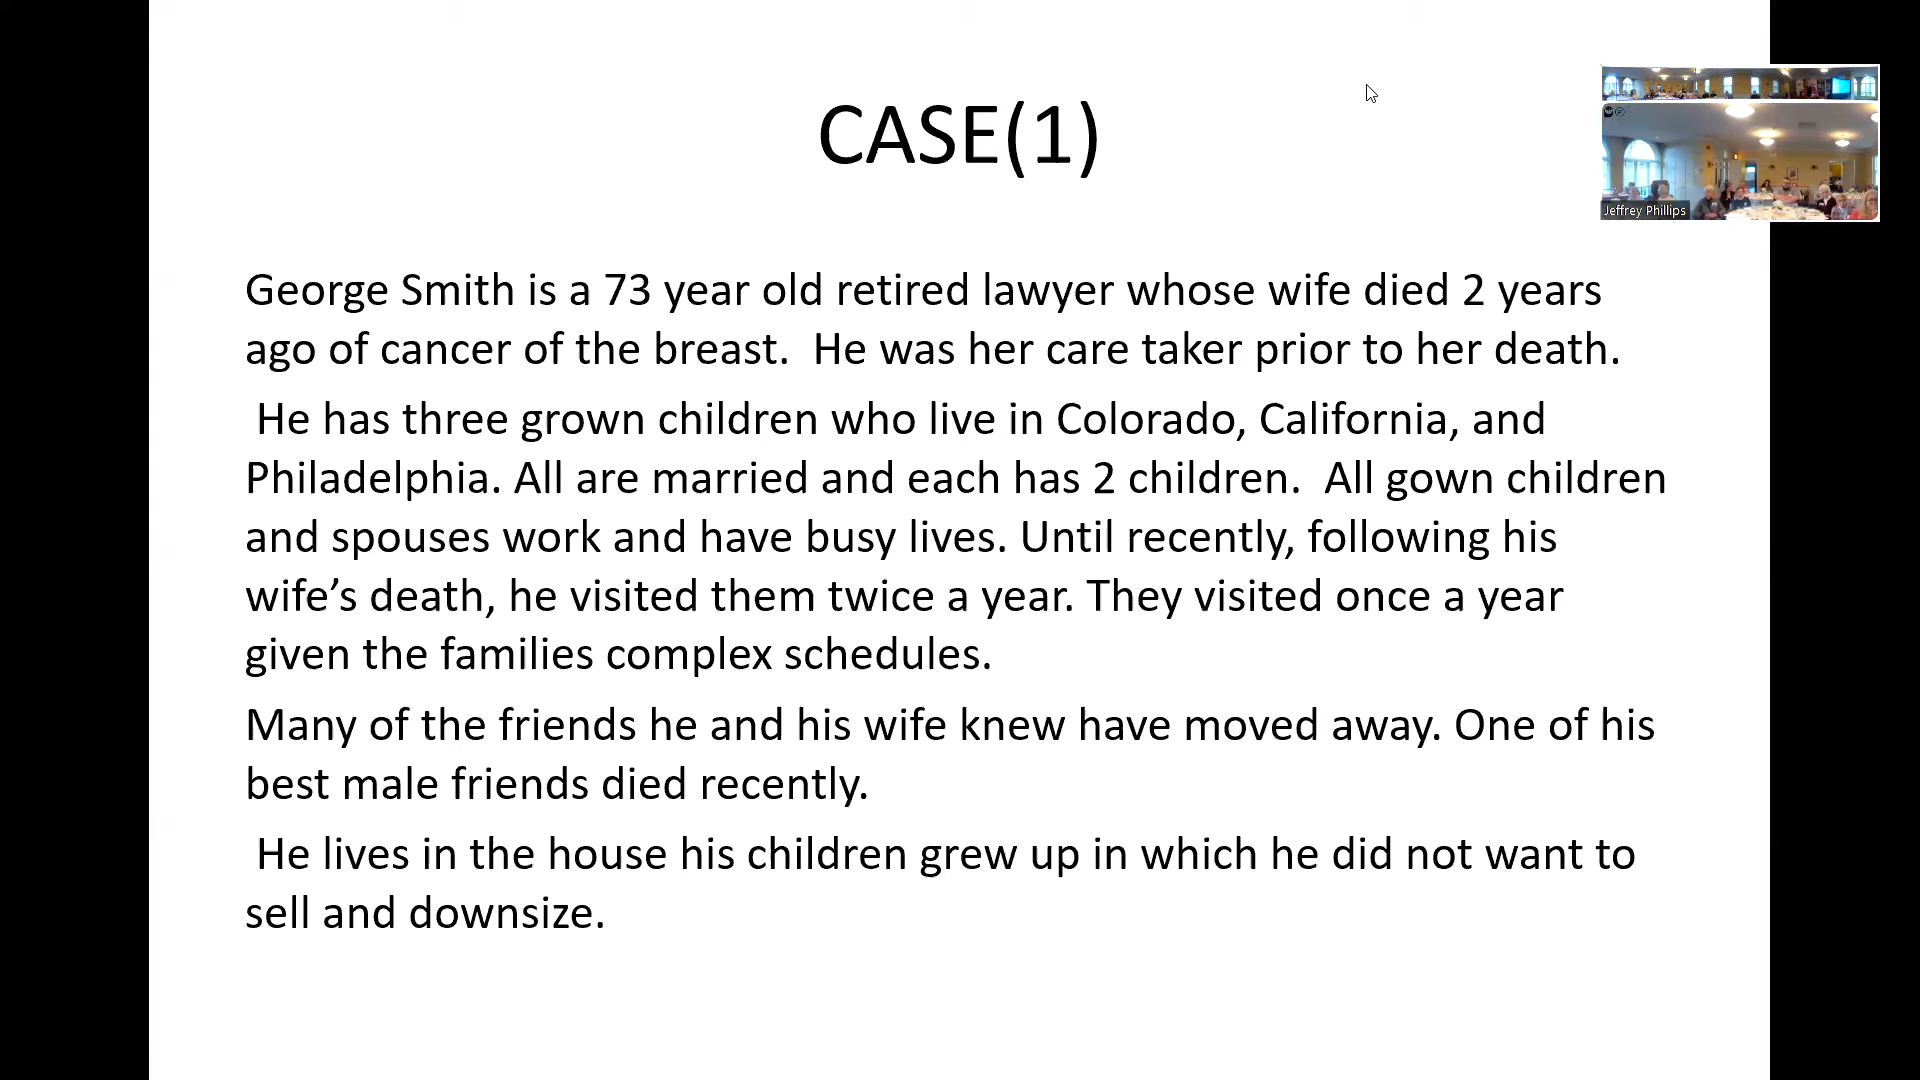 CASE(1)
George Smith is a 73 year old retired lawyer whose wife died 2 years
ago of cancer of the breast.  He was her care taker prior to her death.
He has three grown children who live in Colorado, California, and
Philadelphia. All are married and each has 2 children.  All gown children
and spouses work and have busy lives. Until recently, following his
wife’s death, he visited them twice a year. They visited once a year
given the families complex schedules.
Many of the friends he and his wife knew have moved away. One of his
best male friends died recently.
He lives in the house his children grew up in which he did not want to
sell and downsize.
Jeffrey Phillips